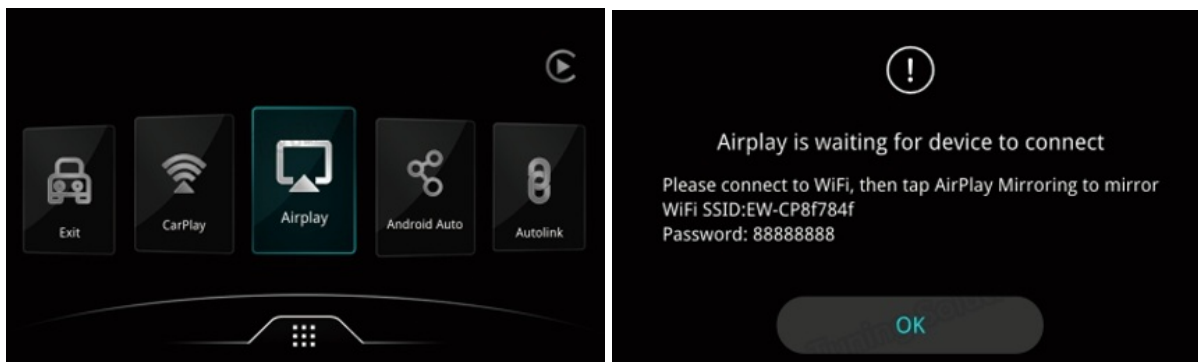 Exit
CarPlay
Airplay
Android Auto
Autolink
Airplay is waiting for device to connect
Please connect to WiFi, then tap AirPlay Mirroring to mirror
WiFi SSID:EW-CP8f784f
Password: 88888888
OK